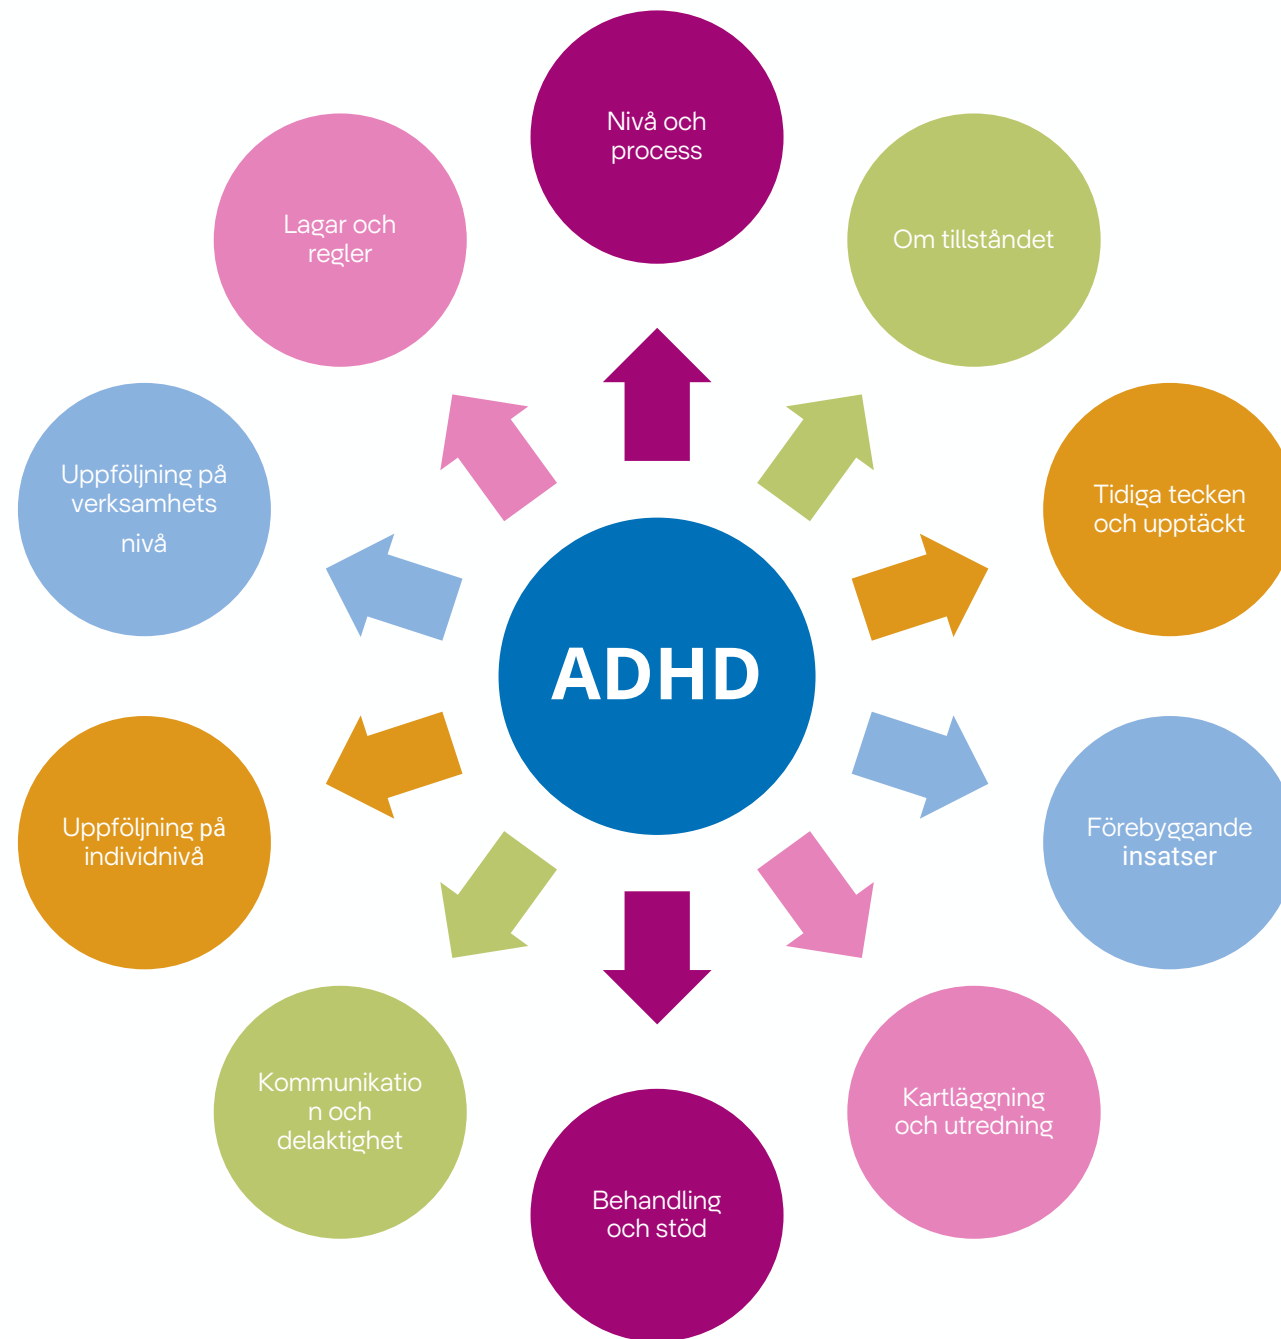 Nivå och
process
Om tillståndet
Tidiga tecken
och upptäckt
Förebyggande
insatser
Kartläggning
och utredning
Behandling
och stöd
Kommunikatio
n och
delaktighet
Uppföljning på
individnivå
Uppföljning på
verksamhets
nivå
Lagar och
regler
ADHD